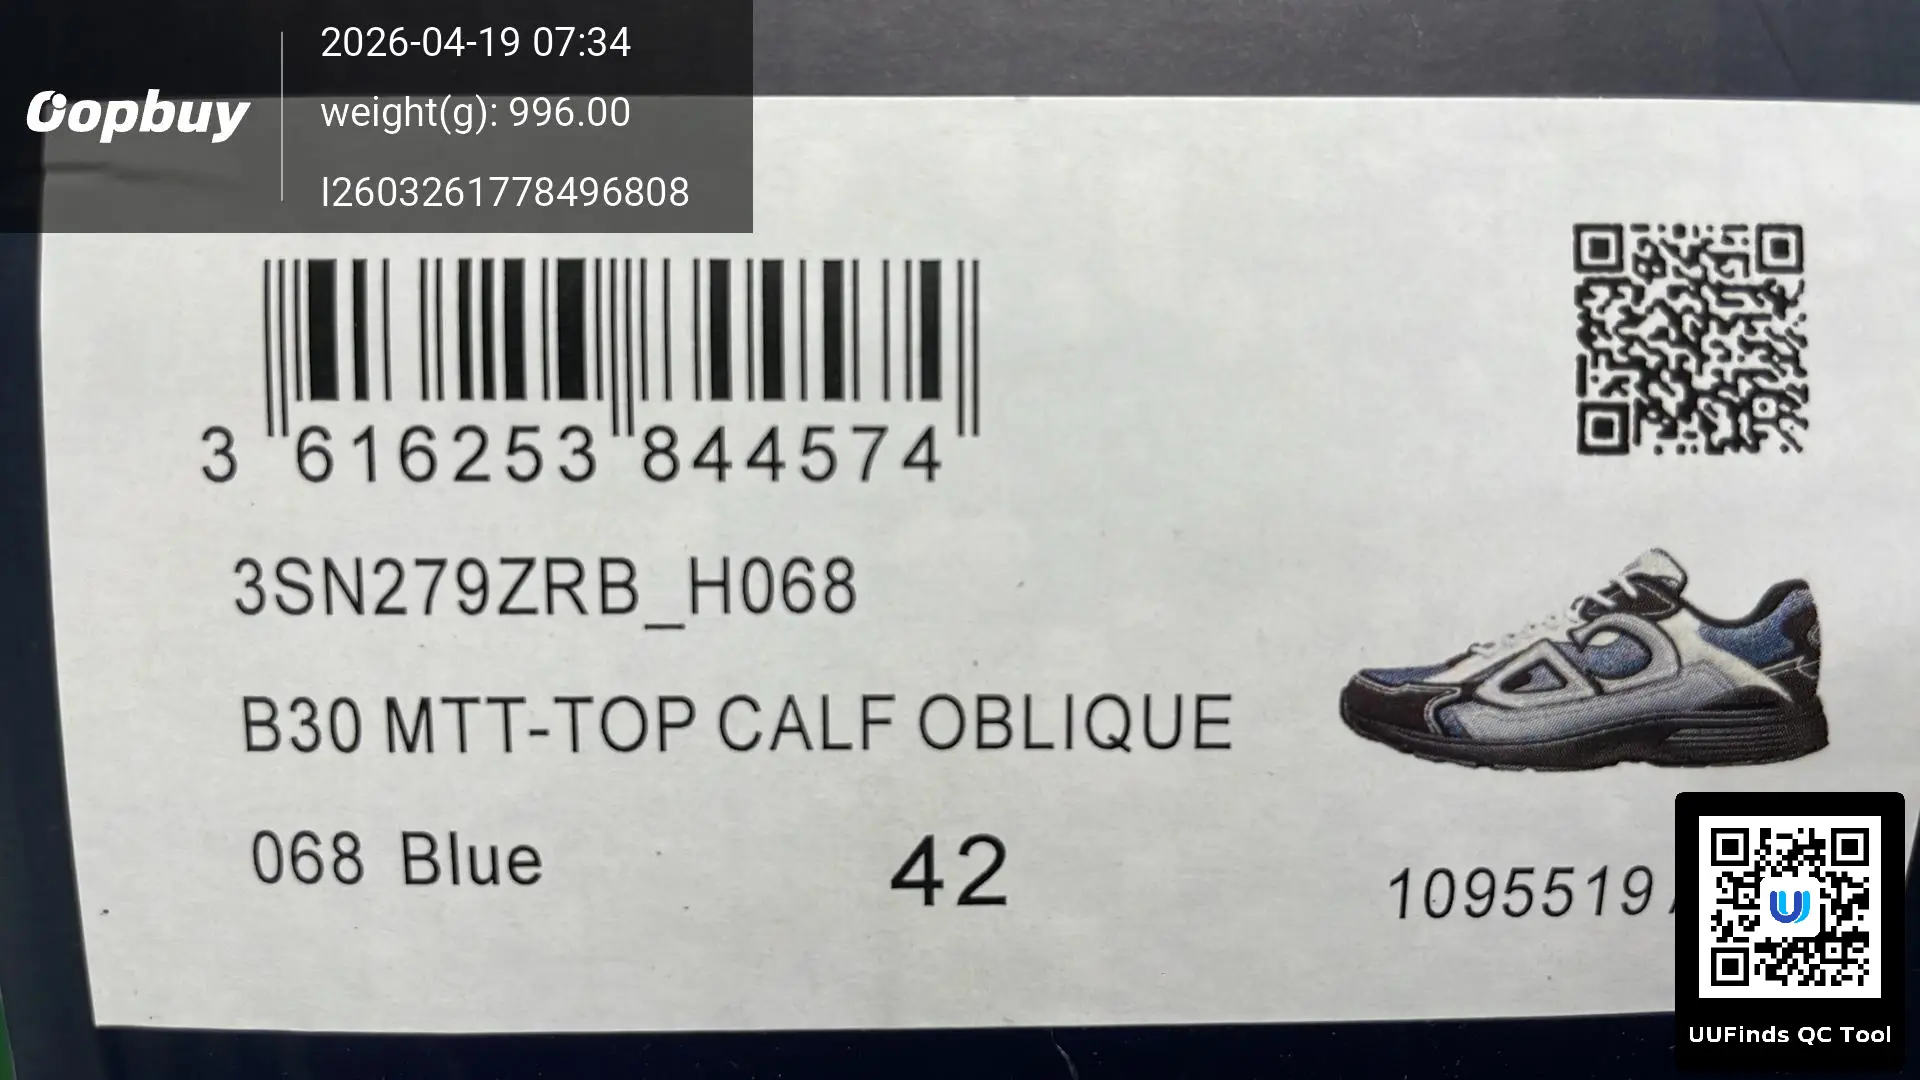 Oopbuy
2026-04-19 07:34
weight(g): 996.00
I2603261778496808
3 616253 844574
3SN279ZRB_H068
B30 MTT-TOP CALF OBLIQUE
068 Blue
42
1095519
UUFinds QC Tool